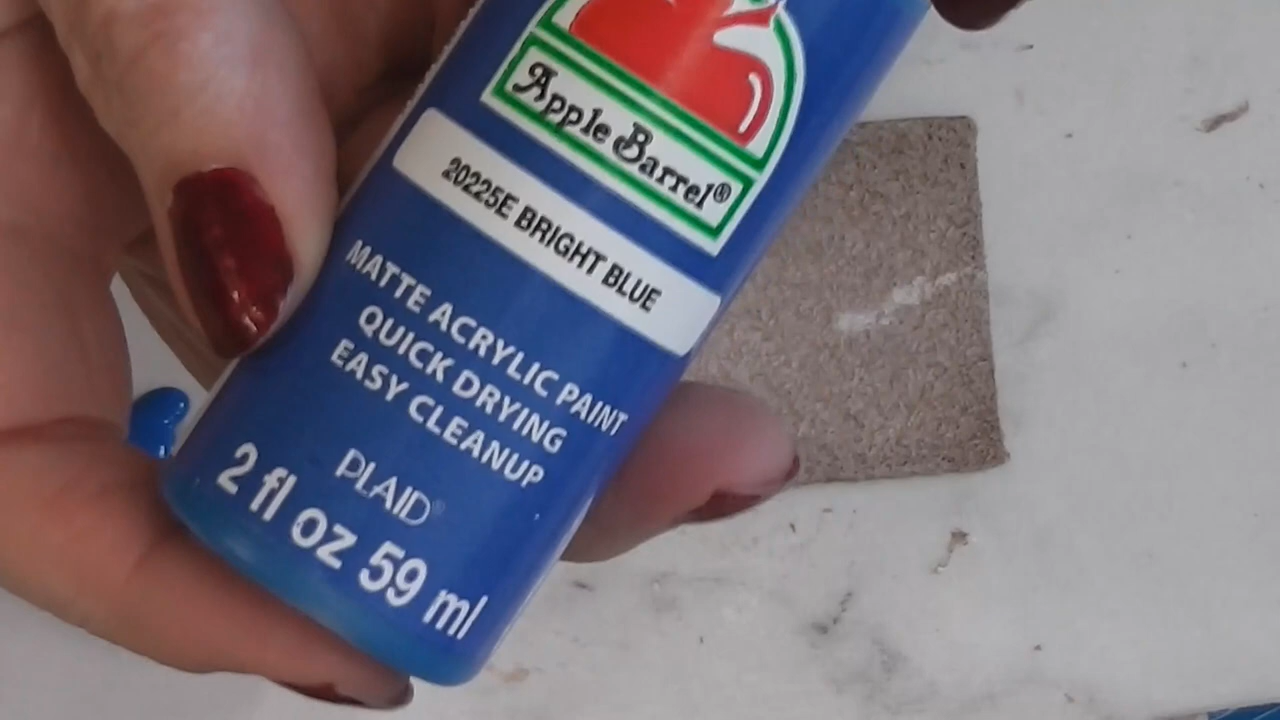 Apple Barrel®
20225E BRIGHT BLUE
MATTE ACRYLIC PAINT
QUICK DRYING
EASY CLEANUP
PLAID®
2 fl oz 59 ml